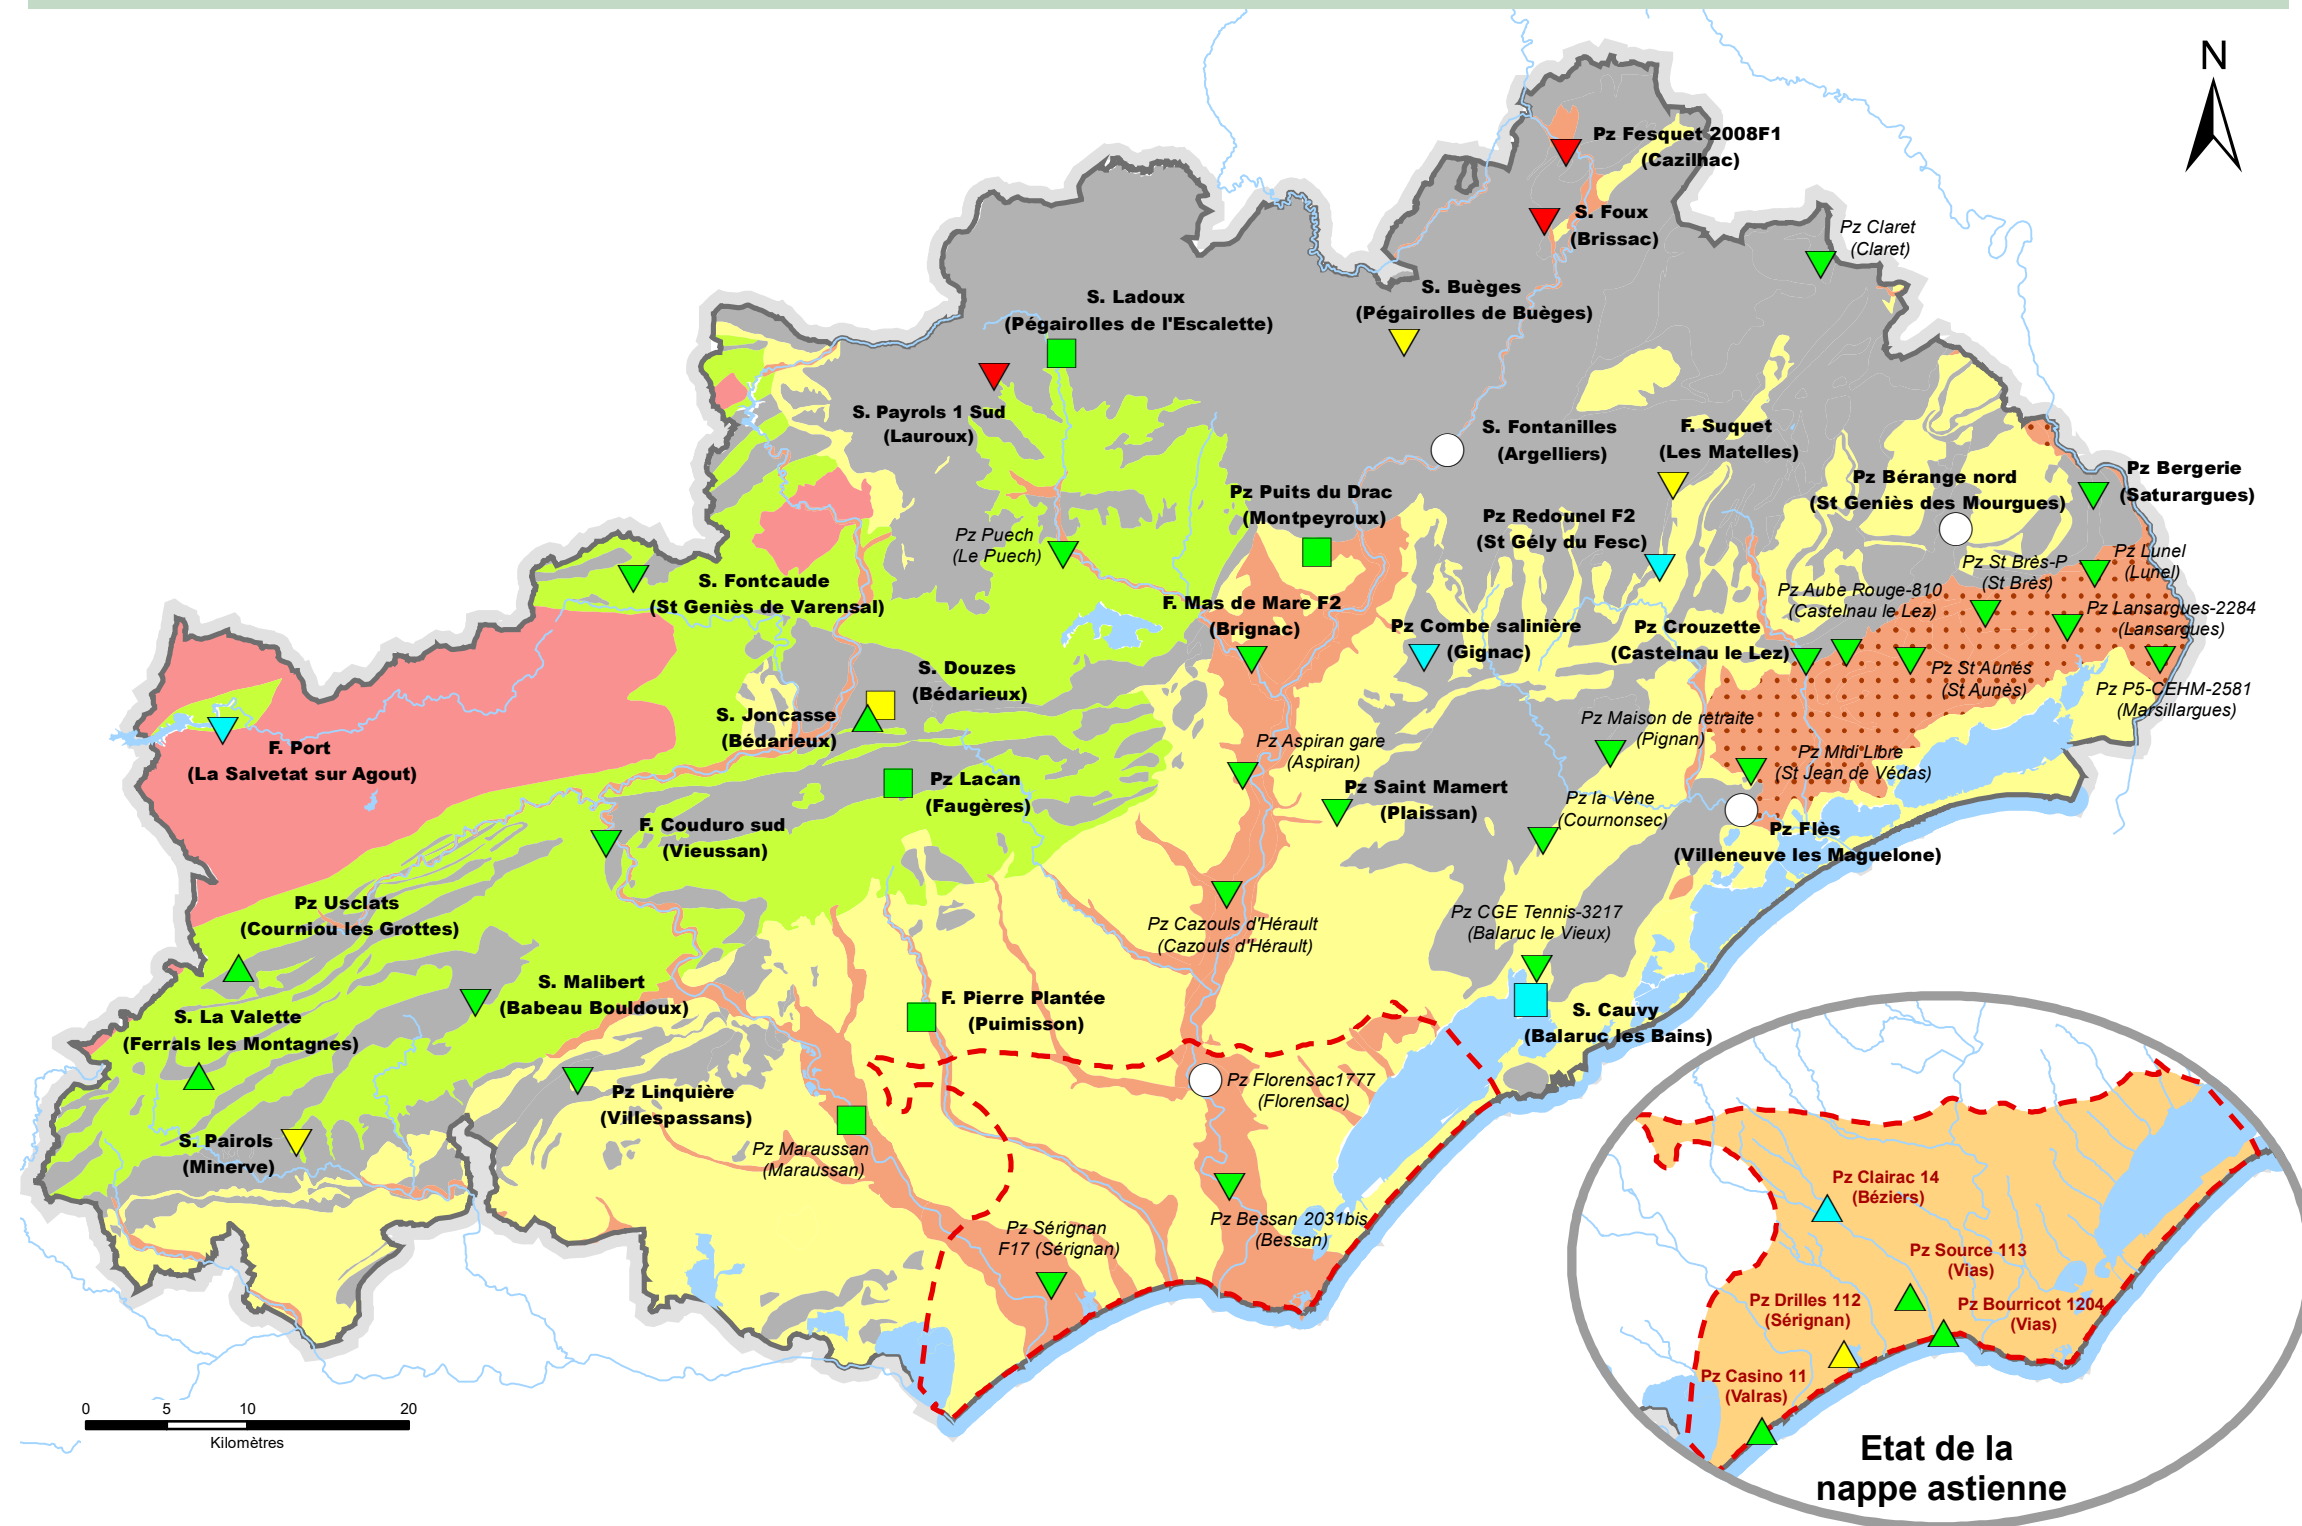 N
Pz Fesquet 2008F1
(Cazilhac)
S. Foux
(Brissac)
Pz Claret
(Claret)
S. Buèges
(Pégairolles de Buèges)
S. Ladoux
(Pégairolles de l'Escalette)
S. Payrols 1 Sud
(Lauroux)
S. Fontanilles
(Argelliers)
F. Suquet
(Les Matelles)
Pz Bérange nord
(St Geniès des Mourgues)
Pz Bergerie
(Saturargues)
Pz Puits du Drac
(Montpeyroux)
Pz Redounel F2
(St Gély du Fesc)
Pz Puech
(Le Puech)
Pz St Brès-P
(St Brès)
Pz Lunel
(Lunel)
S. Fontcaude
(St Geniès de Varensal)
Pz Aube Rouge-810
(Castelnau le Lez)
Pz Lansargues-2284
(Lansargues)
F. Mas de Mare F2
(Brignac)
Pz Combe salinière
(Gignac)
Pz Crouzette
(Castelnau le Lez)
S. Douzes
(Bédarieux)
Pz St Aunés
(St Aunès)
Pz P5-CEHM-2581
(Marsillargues)
S. Joncasse
(Bédarieux)
Pz Maison de retraite
(Pignan)
F. Port
(La Salvetat sur Agout)
Pz Aspiran gare
(Aspiran)
Pz Midi Libre
(St Jean de Védas)
Pz Lacan
(Faugères)
Pz Saint Mamert
(Plaissan)
Pz la Vène
(Cournonsec)
F. Couduro sud
(Vieussan)
Pz Flès
(Villeneuve les Maguelone)
Pz Usclats
(Courniou les Grottes)
Pz Cazouls d'Hérault
(Cazouls d'Hérault)
Pz CGE Tennis-3217
(Balaruc le Vieux)
S. Malibert
(Babeau Bouldoux)
F. Pierre Plantée
(Puimisson)
S. Cauvy
(Balaruc les Bains)
S. La Valette
(Ferrals les Montagnes)
Pz Linquière
(Villespassans)
Pz Florensac1777
(Florensac)
S. Pairols
(Minerve)
Pz Maraussan
(Maraussan)
Pz Sérignan
F17 (Sérignan)
Pz Bessan 2031bis
(Bessan)
Pz Clairac 14
(Béziers)
Pz Source 113
(Vias)
Pz Drilles 112
(Sérignan)
Pz Bourricot 1204
(Vias)
Pz Casino 11
(Valras)
Etat de la
nappe astienne
0 5 10 20
Kilomètres